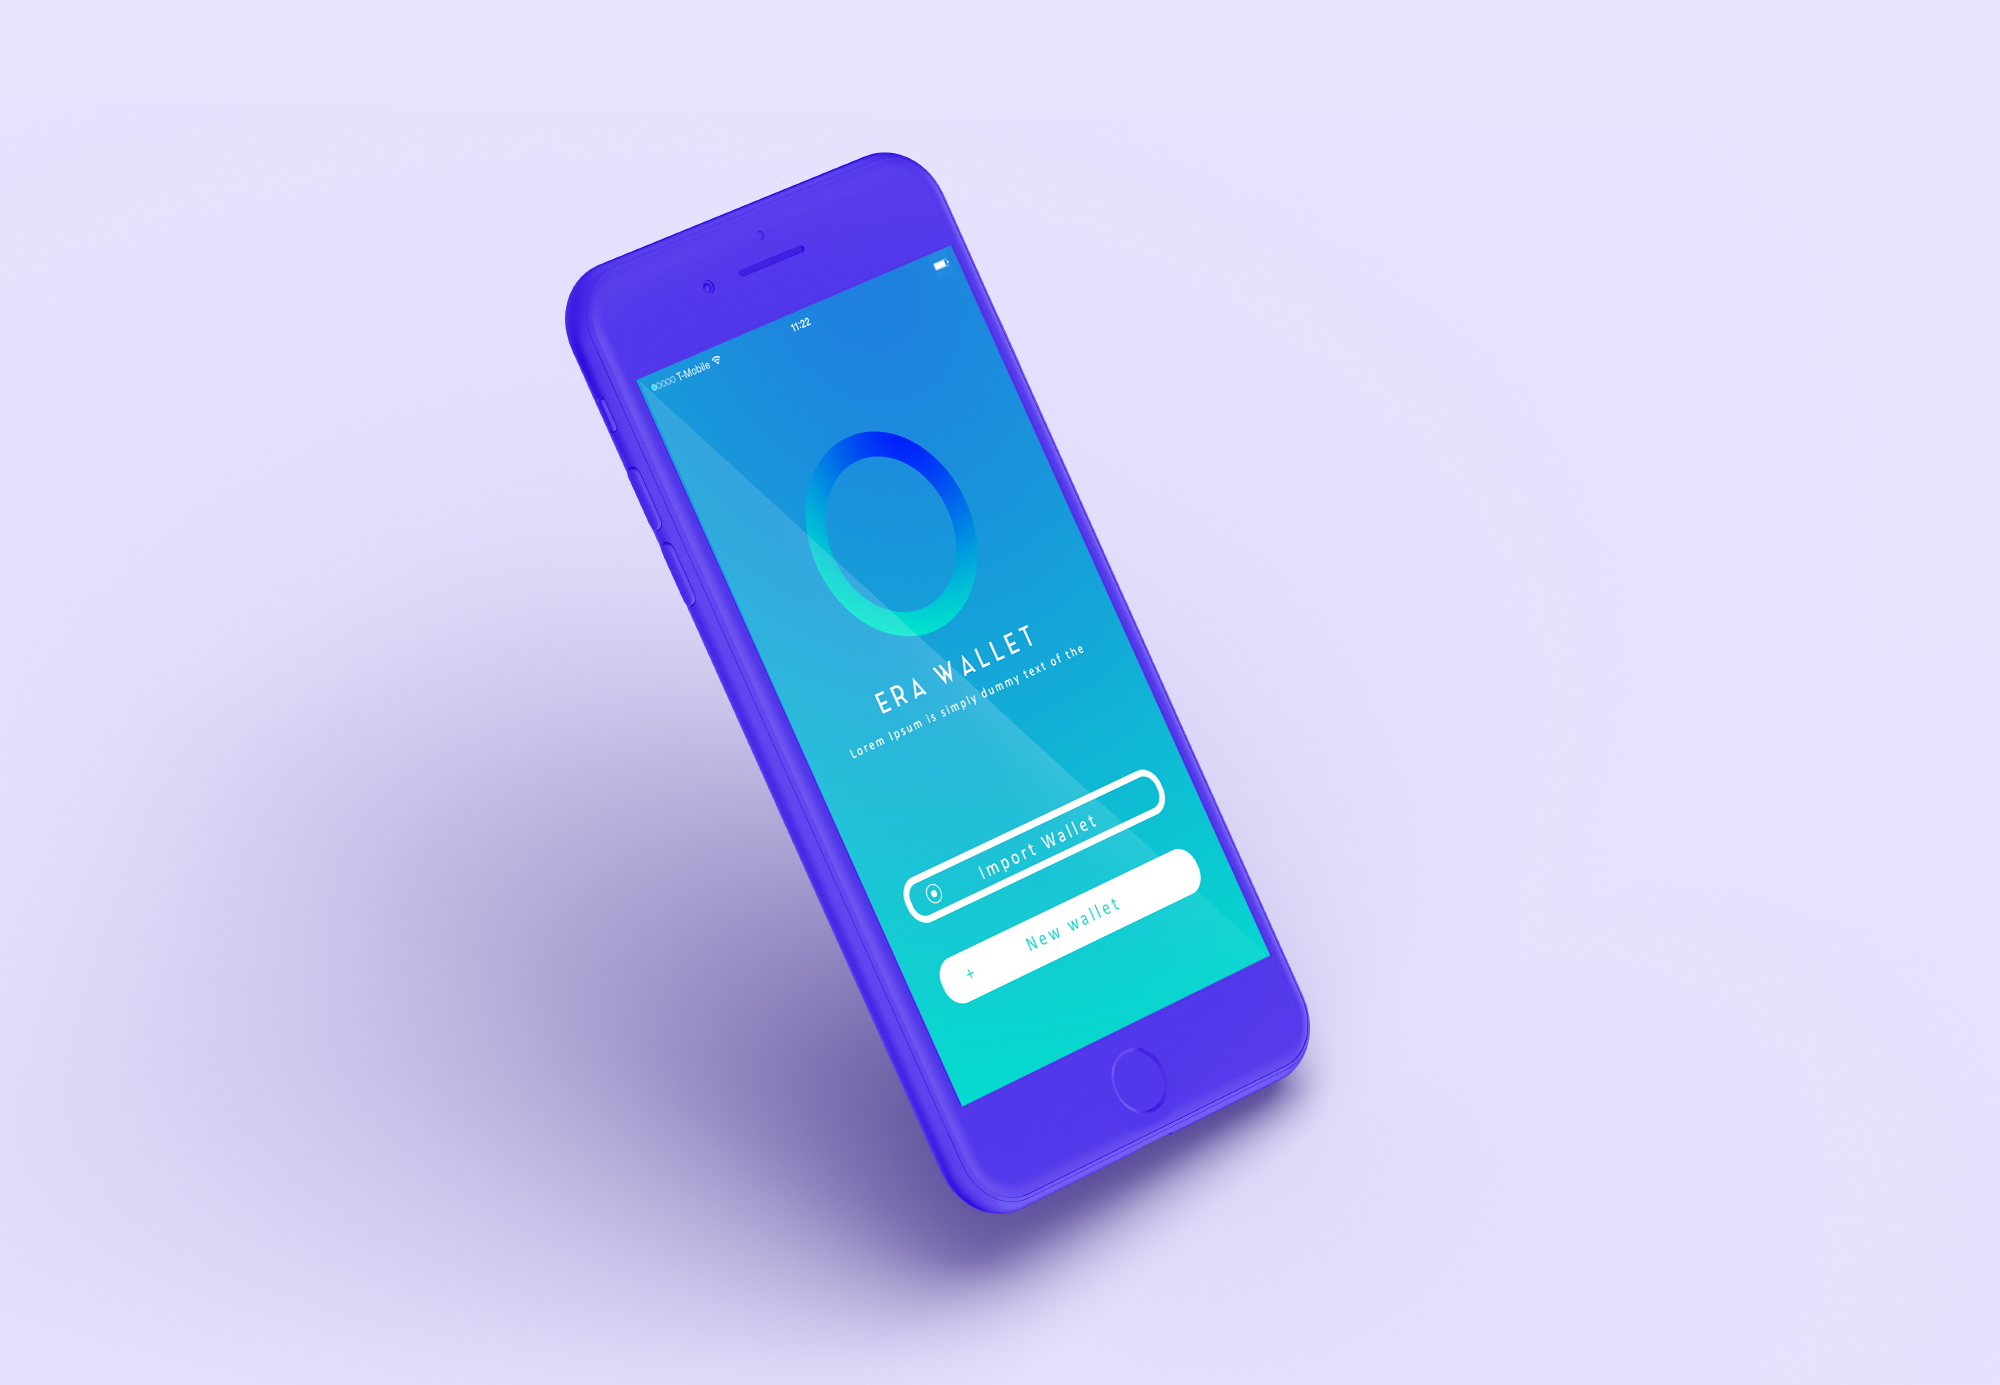 T-Mobile 11:22
ERA WALLET
Lorem Ipsum is simply dummy text of the
Import Wallet
+ New wallet